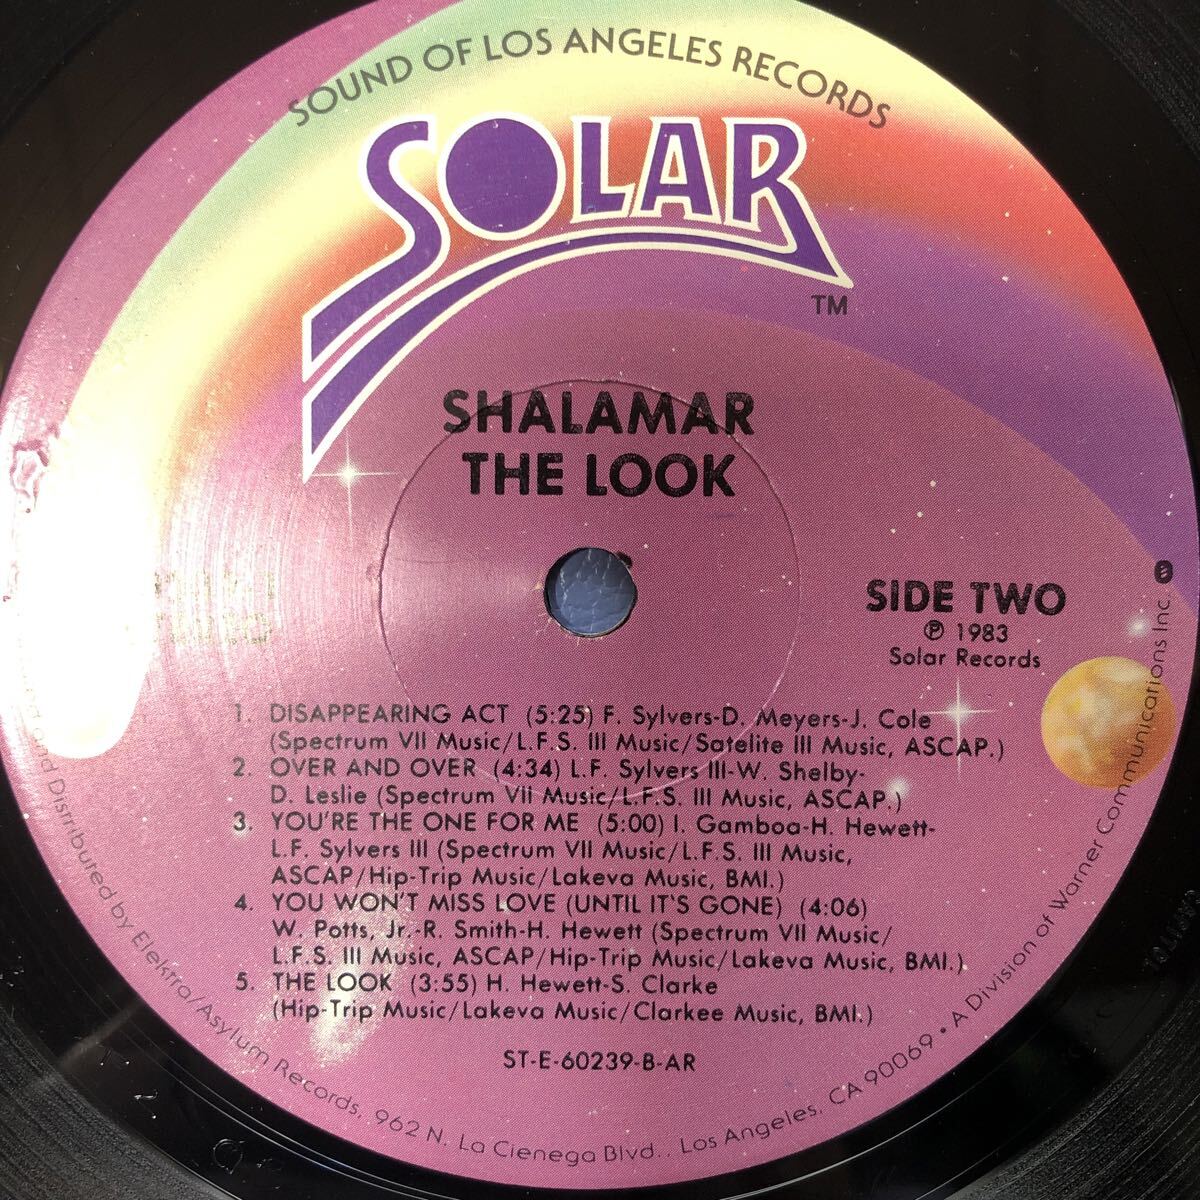 SOUND OF LOS ANGELES RECORDS
SOLAR
TM
SHALAMAR
THE LOOK
SIDE TWO
℗ 1983
Solar Records
1. DISAPPEARING ACT (5:25) F. Sylvers-D. Meyers-J. Cole
(Spectrum VII Music/L.F.S. III Music/Satelite III Music, ASCAP.)
2. OVER AND OVER (4:34) L.F. Sylvers III-W. Shelby-
D. Leslie (Spectrum VII Music/L.F.S. III Music, ASCAP.)
3. YOU'RE THE ONE FOR ME (5:00) I. Gamboa-H. Hewett-
L.F. Sylvers III (Spectrum VII Music/L.F.S. III Music,
ASCAP/Hip-Trip Music/Lakeva Music, BMI.)
4. YOU WON'T MISS LOVE (UNTIL IT'S GONE) (4:06)
W. Potts, Jr.-R. Smith-H. Hewett (Spectrum VII Music/
L.F.S. III Music, ASCAP/Hip-Trip Music/Lakeva Music, BMI.)
5. THE LOOK (3:55) H. Hewett-S. Clarke
(Hip-Trip Music/Lakeva Music/Clarkee Music, BMI.)
ST-E-60239-B-AR
and Distributed by Elektra/Asylum Records, 962 N. La Cienega Blvd., Los Angeles, CA 90069 • A Division of Warner Communications Inc.